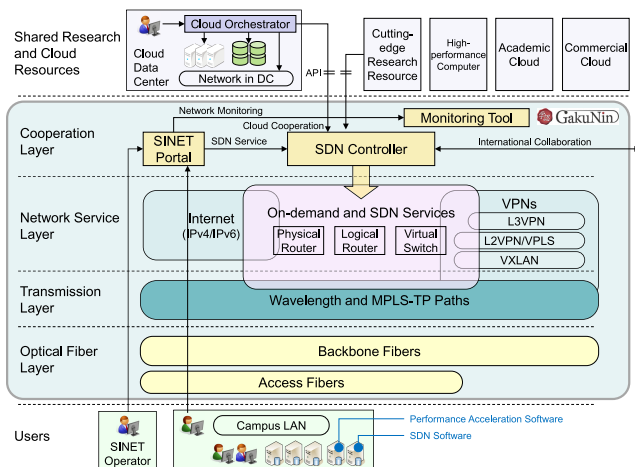 Shared Research
and Cloud
Resources
Cloud Orchestrator
Cloud
Data
Center
Network in DC
API
Cutting-
edge
Research
Resource
High-
performance
Computer
Academic
Cloud
Commercial
Cloud
Cooperation
Layer
Network Monitoring
Monitoring Tool
GakuNin
Cloud Cooperation
SINET
Portal
SDN Service
SDN Controller
International Collaboration
Network Service
Layer
Internet
(IPv4/IPv6)
On-demand and SDN Services
Physical
Router
Logical
Router
Virtual
Switch
VPNs
L3VPN
L2VPN/VPLS
VXLAN
Transmission
Layer
Wavelength and MPLS-TP Paths
Optical Fiber
Layer
Backbone Fibers
Access Fibers
Users
SINET
Operator
Campus LAN
Performance Acceleration Software
SDN Software